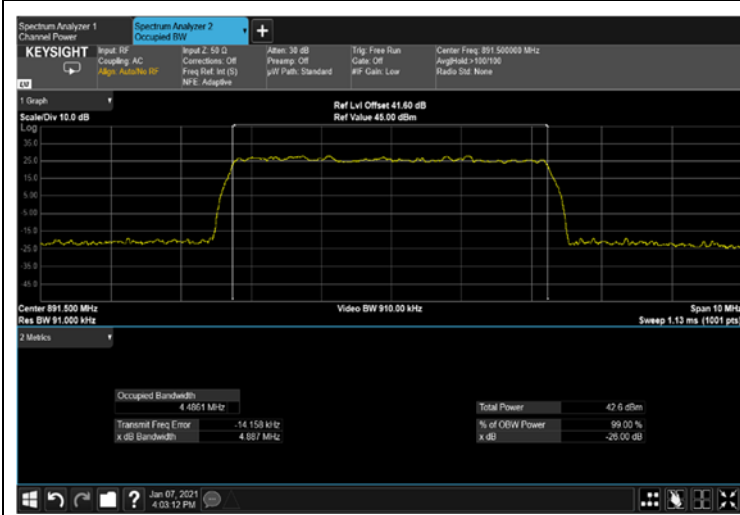 Spectrum Analyzer 1
Channel Power
Spectrum Analyzer 2
Occupied BW
KEYSIGHT
Input: RF
Coupling: AC
Align: Auto/No RF
Input Z: 50 Ω
Corrections: Off
Freq Ref: Int (S)
NFE: Adaptive
Atten: 30 dB
Preamp: Off
µW Path: Standard
Trig: Free Run
Gate: Off
#IF Gain: Low
Center Freq: 891.500000 MHz
Avg|Hold:>100/100
Radio Std: None
1 Graph
Scale/Div 10.0 dB
Ref Lvl Offset 41.60 dB
Ref Value 45.00 dBm
Log
35.0
25.0
15.0
5.00
-5.00
-15.0
-25.0
-35.0
-45.0
Center 891.500 MHz
Res BW 91.000 kHz
Video BW 910.00 kHz
Span 10 MHz
Sweep 1.13 ms (1001 pts)
2 Metrics
Occupied Bandwidth
4.4861 MHz
Transmit Freq Error -14.158 kHz
x dB Bandwidth 4.887 MHz
Total Power 42.6 dBm
% of OBW Power 99.00 %
x dB -26.00 dB
?
Jan 07, 2021
4:03:12 PM